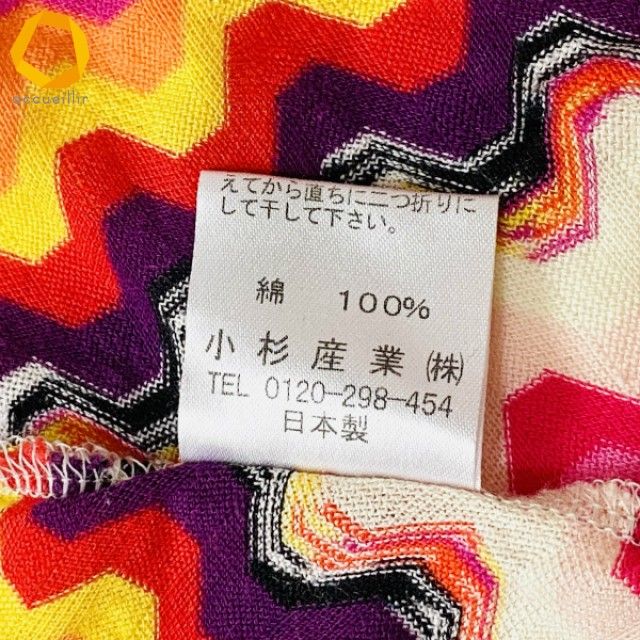 accueillir
えてから直ちに二つ折りに
して干して下さい。
綿 100%
小杉産業㈱
TEL 0120-298-454
日本製